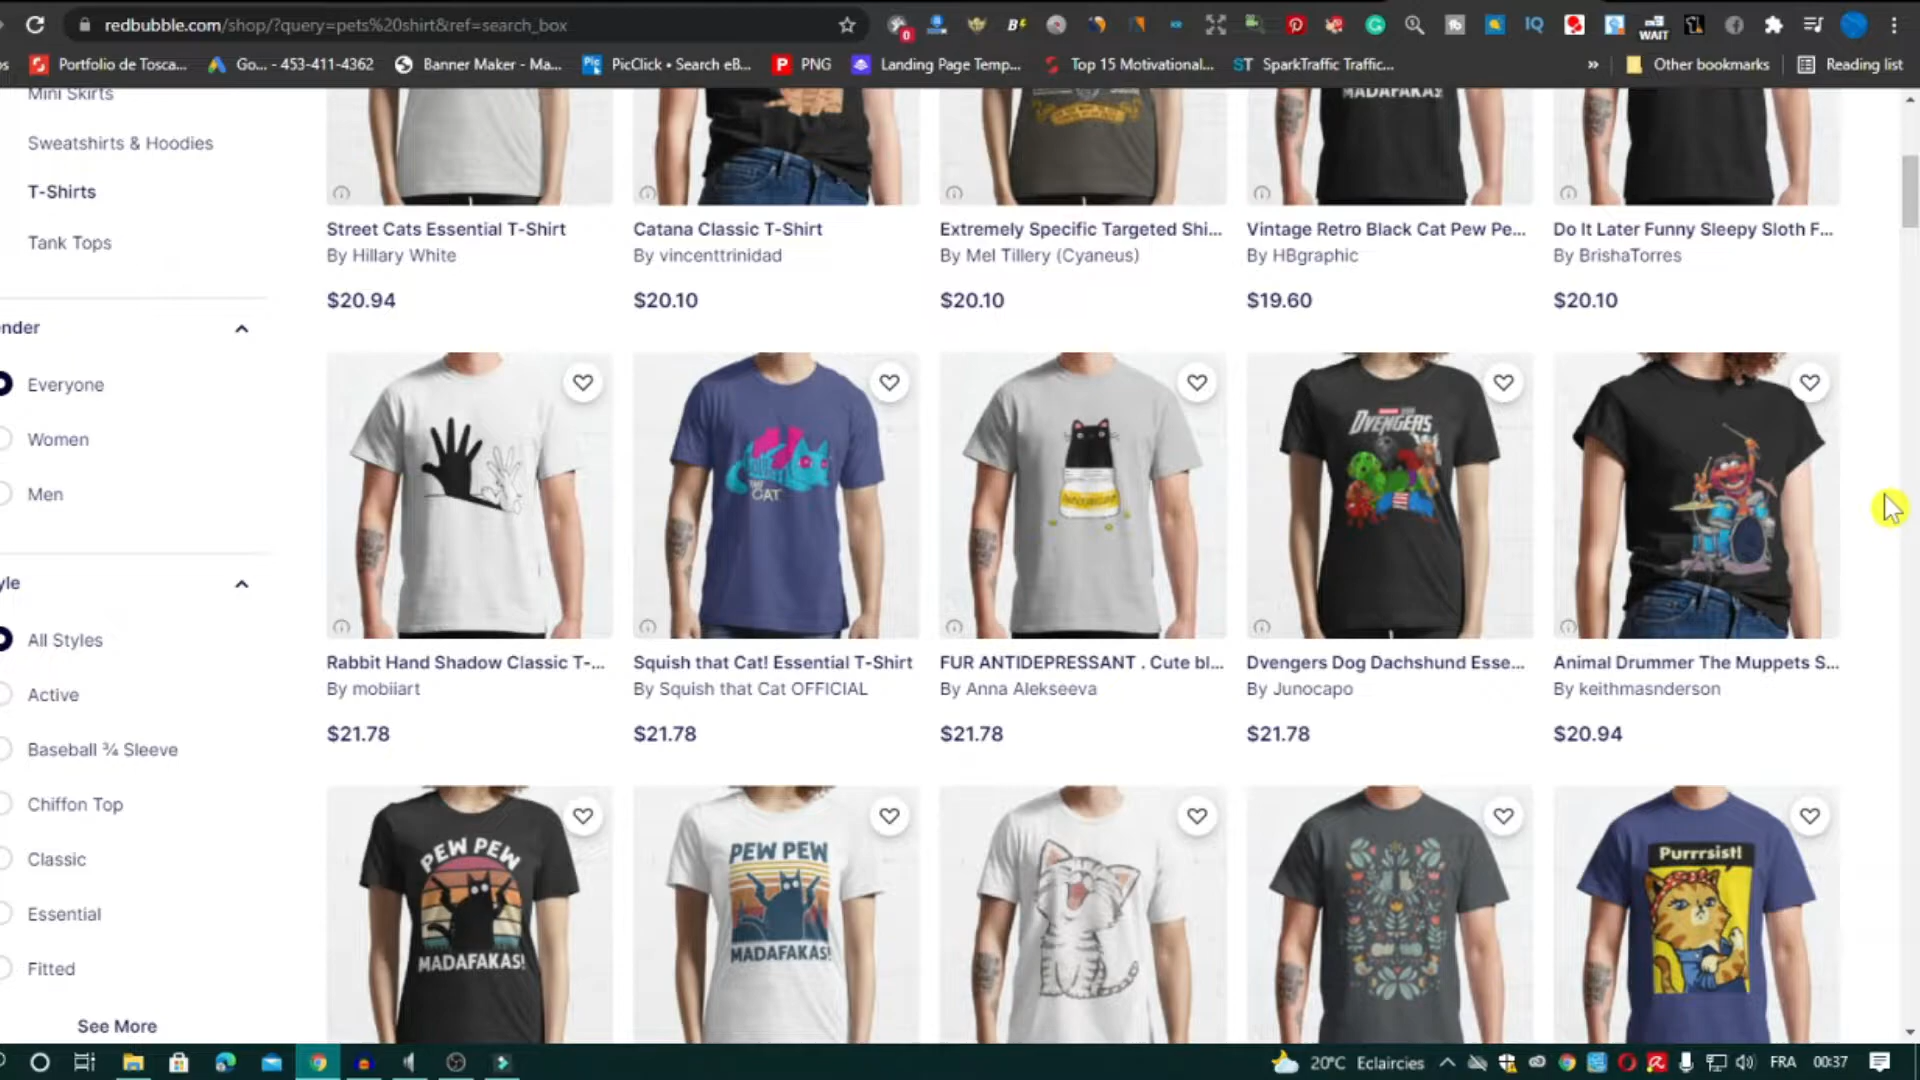 redbubble.com/shop/?query=pets%20shirt&ref=search_box
0
IQ
WAIT
Portfolio de Tosca...
Go... - 453-411-4362
Banner Maker - Ma...
PicClick • Search eB...
PNG
Landing Page Temp...
Top 15 Motivational...
ST SparkTraffic Traffic...
»
Other bookmarks
Reading list
Mini Skirts
Sweatshirts & Hoodies
T-Shirts
Tank Tops
nder
Everyone
Women
Men
yle
All Styles
Active
Baseball ¾ Sleeve
Chiffon Top
Classic
Essential
Fitted
See More
MADAFAKAS!
Street Cats Essential T-Shirt
By Hillary White
$20.94
Catana Classic T-Shirt
By vincenttrinidad
$20.10
Extremely Specific Targeted Shi...
By Mel Tillery (Cyaneus)
$20.10
Vintage Retro Black Cat Pew Pe...
By HBgraphic
$19.60
Do It Later Funny Sleepy Sloth F...
By BrishaTorres
$20.10
CAT
DVENGERS
Rabbit Hand Shadow Classic T-...
By mobiiart
$21.78
Squish that Cat! Essential T-Shirt
By Squish that Cat OFFICIAL
$21.78
FUR ANTIDEPRESSANT . Cute bl...
By Anna Alekseeva
$21.78
Dvengers Dog Dachshund Esse...
By Junocapo
$21.78
Animal Drummer The Muppets S...
By keithmasnderson
$20.94
PEW PEW
MADAFAKAS!
PEW PEW
MADAFAKAS!
Purrrsist!
20°C Eclaircies
FRA
00:37